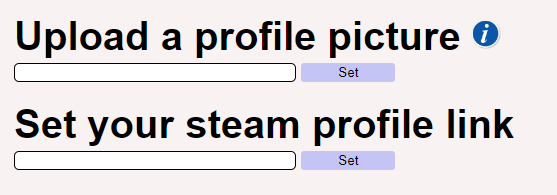 Upload a profile picture i
Set
Set your steam profile link
Set